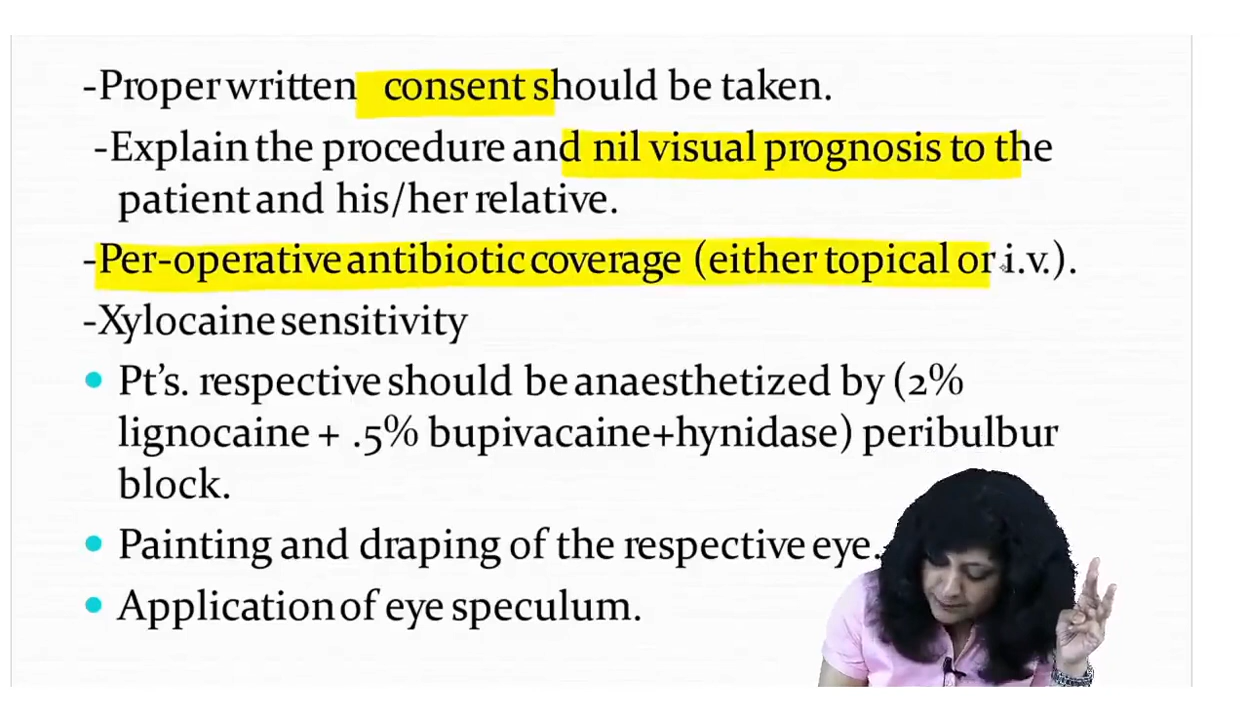 -Proper written consent should be taken.
-Explain the procedure and nil visual prognosis to the
patient and his/her relative.
-Per-operative antibiotic coverage (either topical or i.v.).
-Xylocaine sensitivity
• Pt's. respective should be anaesthetized by (2%
lignocaine + .5% bupivacaine+hynidase) peribulbur
block.
• Painting and draping of the respective eye.
• Application of eye speculum.